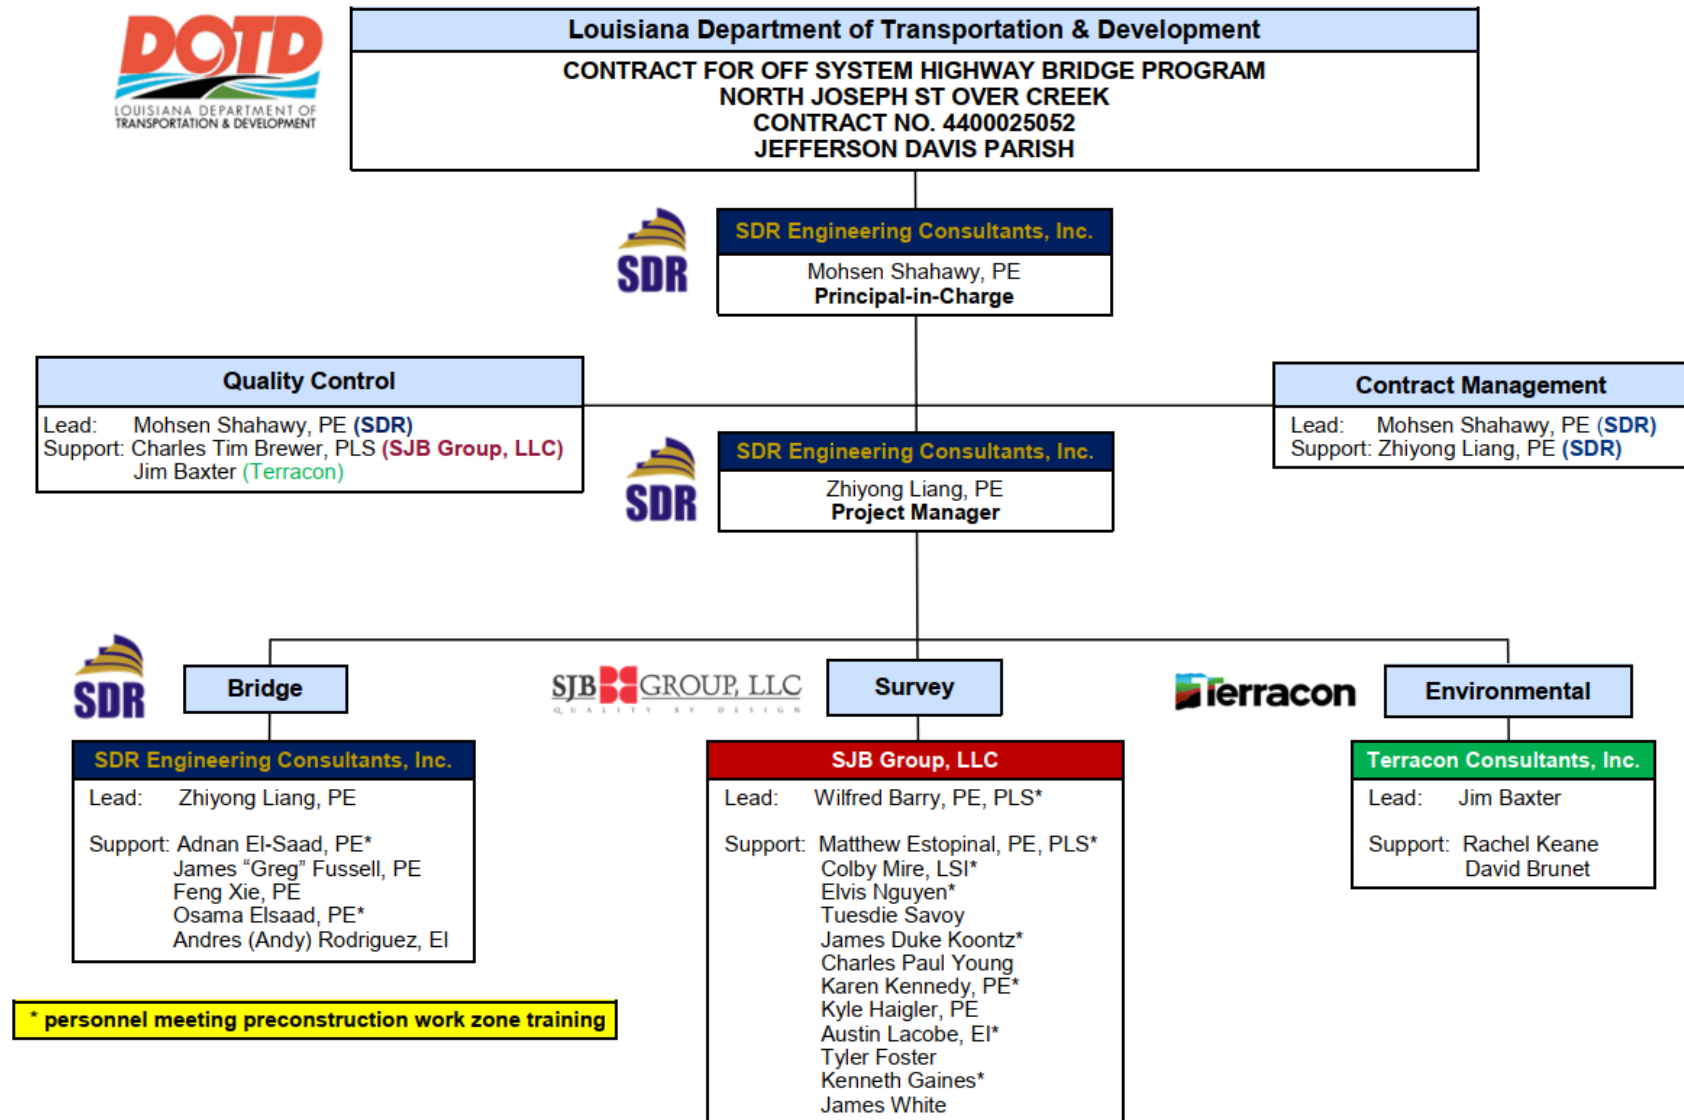 DOTD
LOUISIANA DEPARTMENT OF
TRANSPORTATION & DEVELOPMENT
Louisiana Department of Transportation & Development
CONTRACT FOR OFF SYSTEM HIGHWAY BRIDGE PROGRAM
NORTH JOSEPH ST OVER CREEK
CONTRACT NO. 4400025052
JEFFERSON DAVIS PARISH
SDR
SDR Engineering Consultants, Inc.
Mohsen Shahawy, PE
Principal-in-Charge
Quality Control
Lead: Mohsen Shahawy, PE (SDR)
Support: Charles Tim Brewer, PLS (SJB Group, LLC)
Jim Baxter (Terracon)
Contract Management
Lead: Mohsen Shahawy, PE (SDR)
Support: Zhiyong Liang, PE (SDR)
SDR
SDR Engineering Consultants, Inc.
Zhiyong Liang, PE
Project Manager
SDR
Bridge
SDR Engineering Consultants, Inc.
Lead: Zhiyong Liang, PE
Support: Adnan El-Saad, PE*
James “Greg” Fussell, PE
Feng Xie, PE
Osama Elsaad, PE*
Andres (Andy) Rodriguez, EI
* personnel meeting preconstruction work zone training
SJB GROUP, LLC
QUALITY BY DESIGN
Survey
SJB Group, LLC
Lead: Wilfred Barry, PE, PLS*
Support: Matthew Estopinal, PE, PLS*
Colby Mire, LSI*
Elvis Nguyen*
Tuesdie Savoy
James Duke Koontz*
Charles Paul Young
Karen Kennedy, PE*
Kyle Haigler, PE
Austin Lacobe, EI*
Tyler Foster
Kenneth Gaines*
James White
Terracon
Environmental
Terracon Consultants, Inc.
Lead: Jim Baxter
Support: Rachel Keane
David Brunet